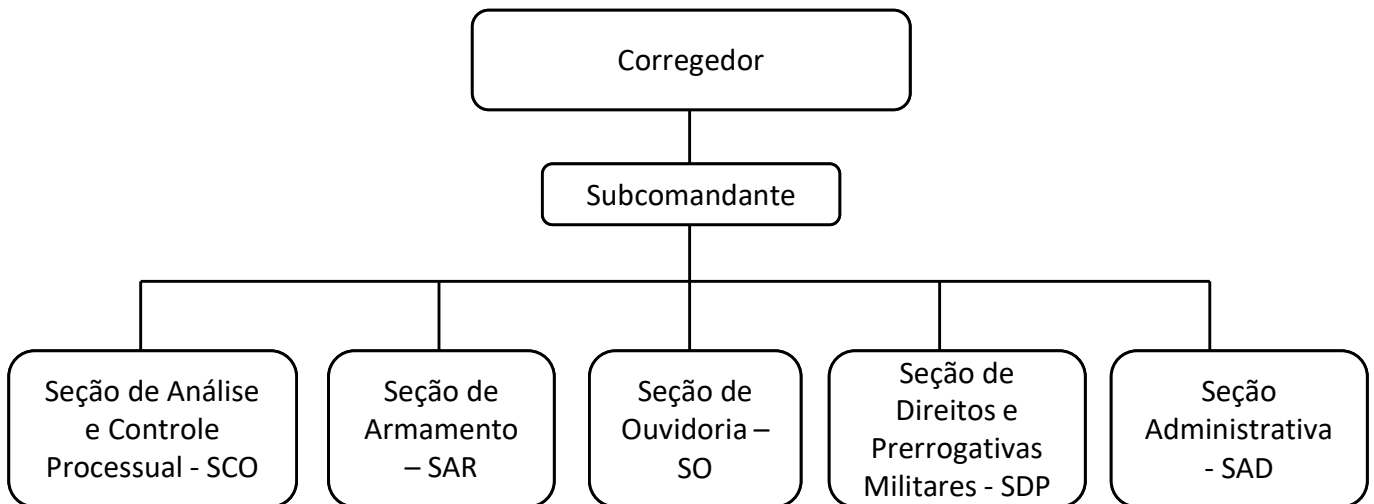 Corregedor
Subcomandante
Seção de Análise
e Controle
Processual - SCO
Seção de
Armamento
– SAR
Seção de
Ouvidoria –
SO
Seção de
Direitos e
Prerrogativas
Militares - SDP
Seção
Administrativa
- SAD